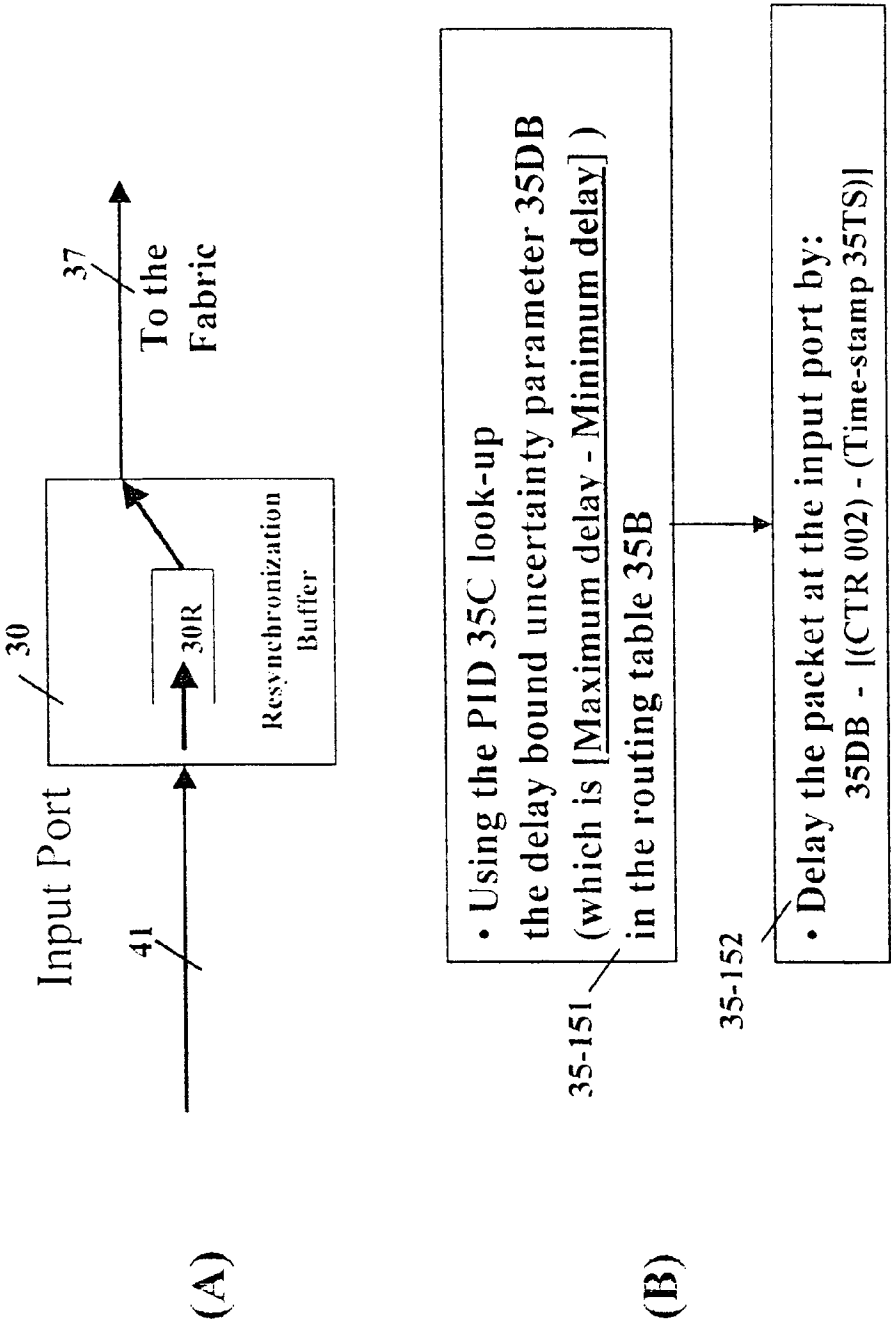 (A)
Input Port
30
41
30R
Resynchronization
Buffer
37
To the
Fabric
(B)
35-151
• Using the PID 35C look-up
the delay bound uncertainty parameter 35DB
(which is [Maximum delay - Minimum delay] )
in the routing table 35B
35-152
• Delay the packet at the input port by:
35DB - [(CTR 002) - (Time-stamp 35TS)]